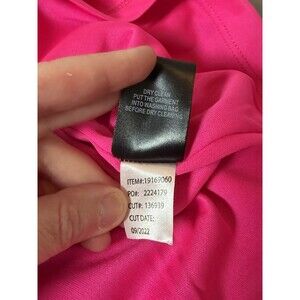 DRY CLEAN
PUT THE GARMENT
INTO WASHING BAG
BEFORE DRY CLEANING
ITEM#:19169060
PO#: 2224179
CUT#: 136939
CUT DATE:
09/2022